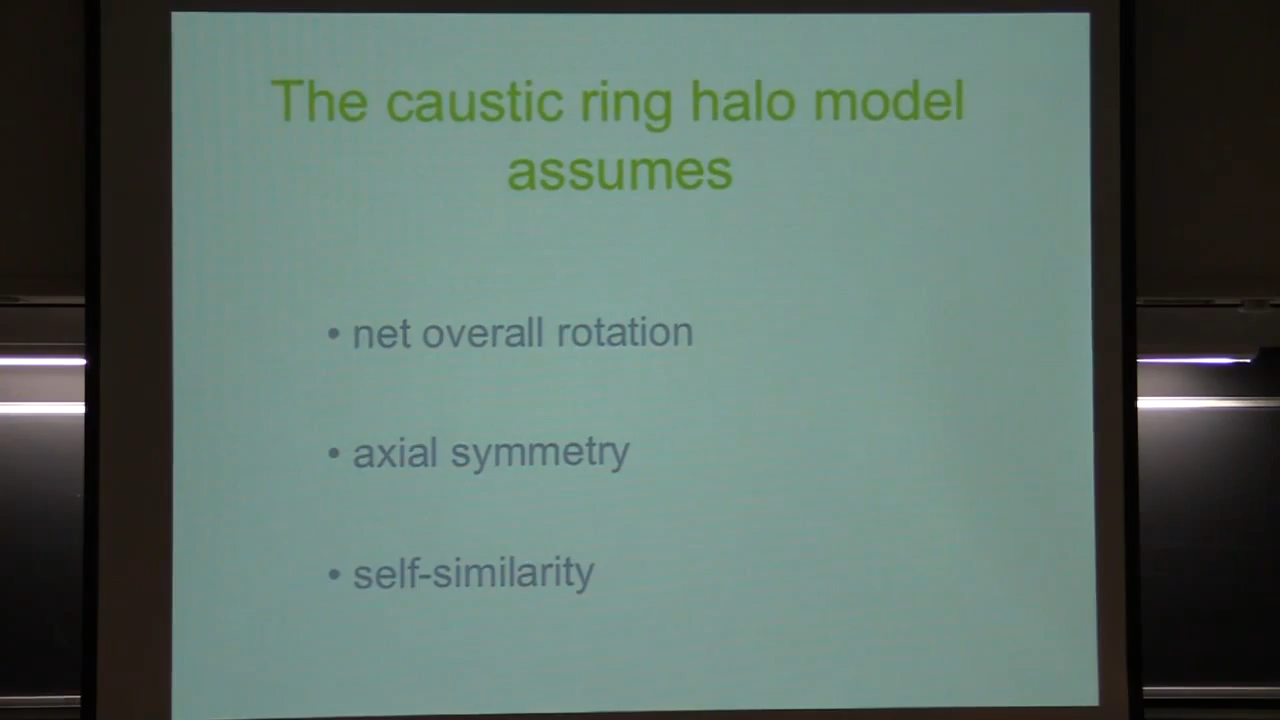 The caustic ring halo model
assumes
• net overall rotation
• axial symmetry
• self-similarity